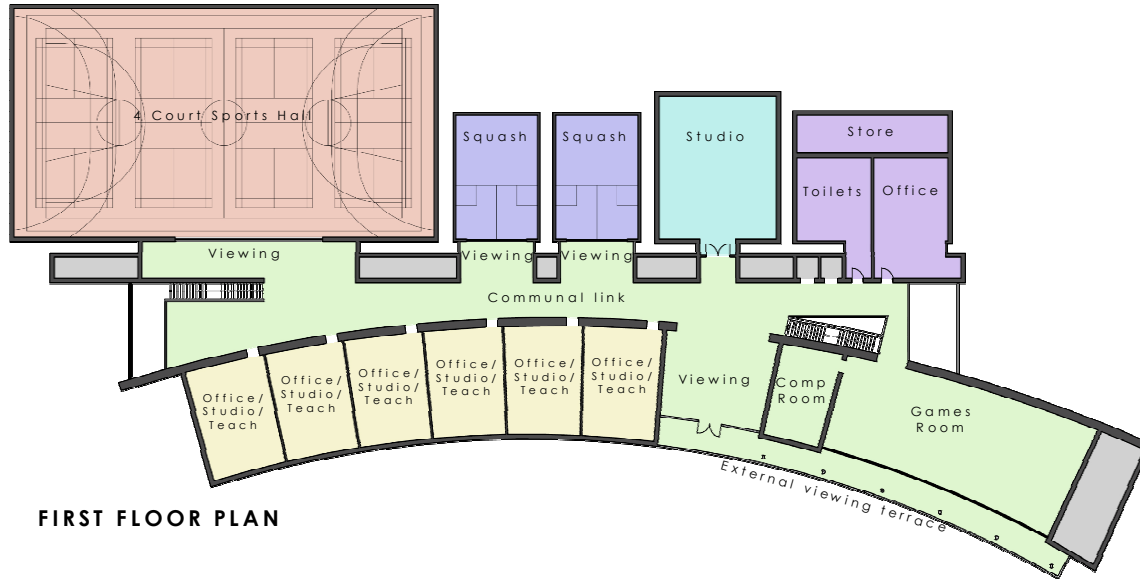 4 Court Sports Hall
Squash
Squash
Studio
Store
Toilets
Office
Viewing
Viewing
Viewing
Communal link
Office/
Studio/
Teach
Office/
Studio/
Teach
Office/
Studio/
Teach
Office/
Studio/
Teach
Office/
Studio/
Teach
Office/
Studio/
Teach
Viewing
Comp
Room
Games
Room
External viewing terrace
FIRST FLOOR PLAN